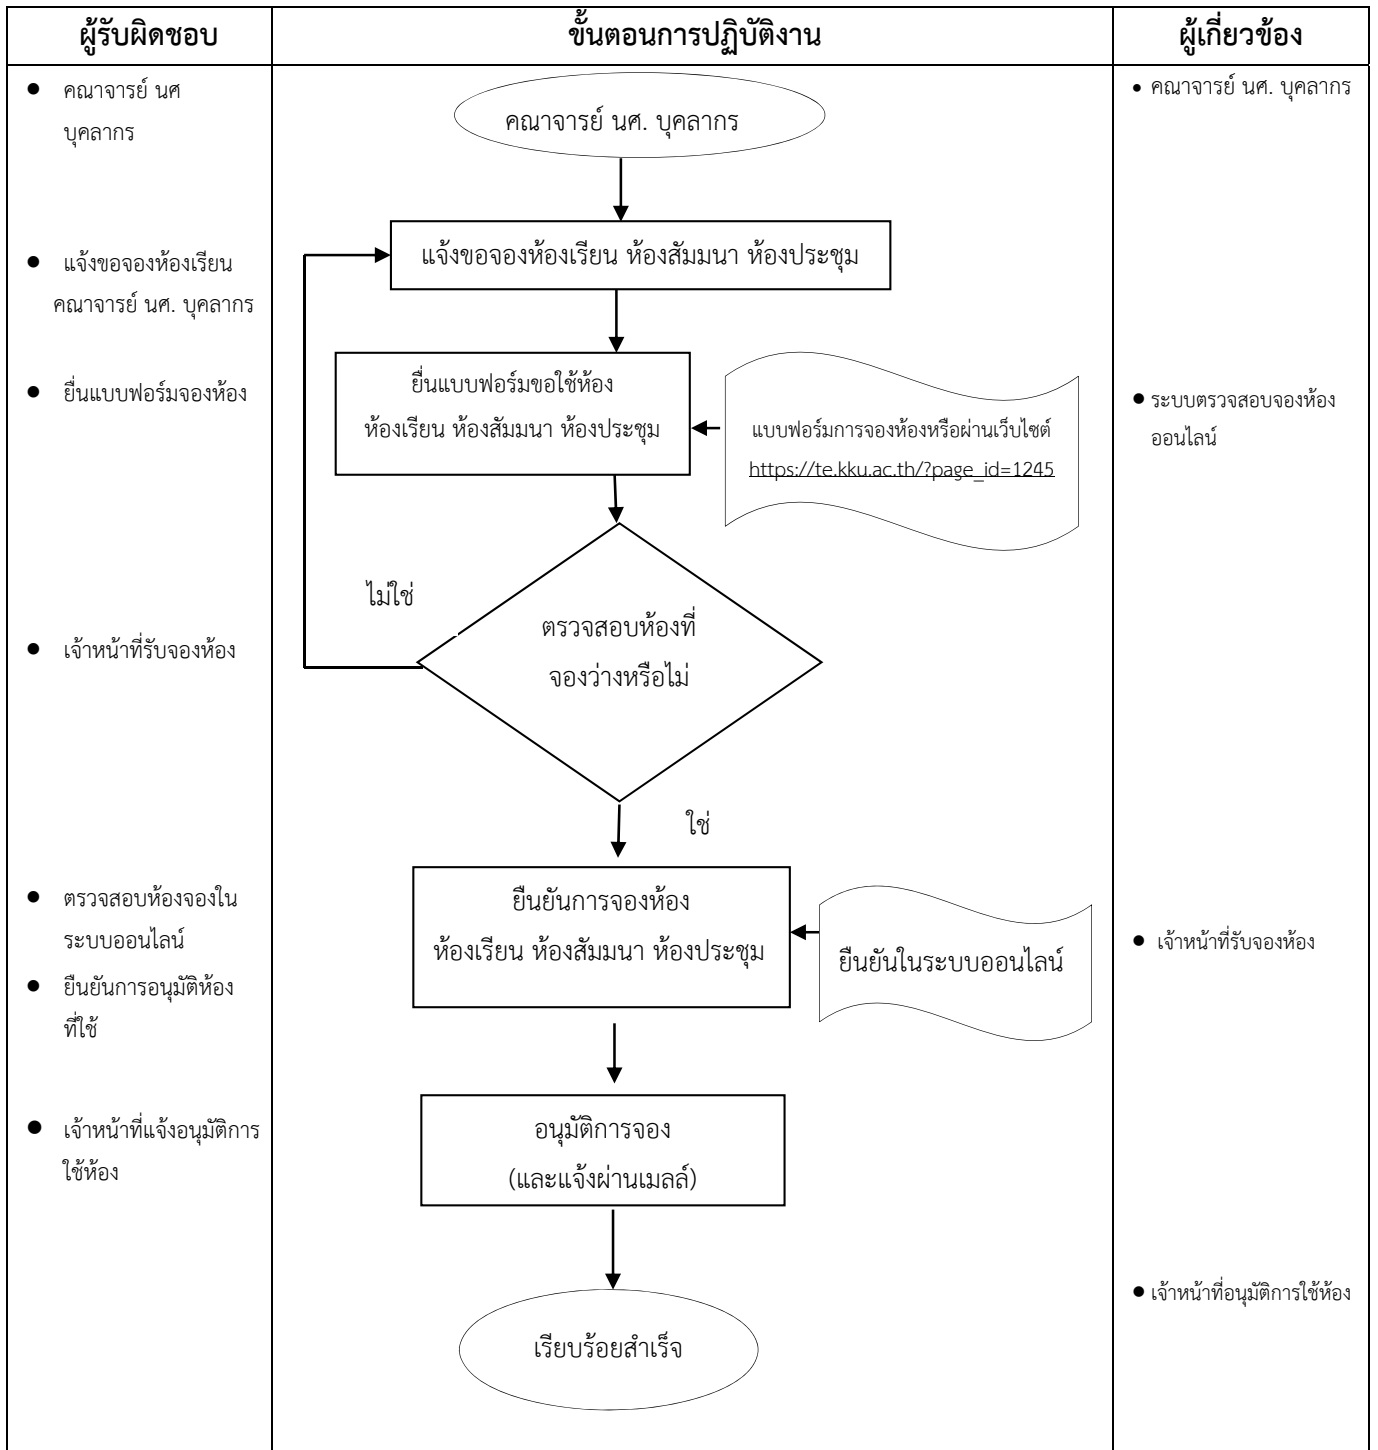 ผู้รับผิดชอบ
ขั้นตอนการปฏิบัติงาน
ผู้เกี่ยวข้อง
คณาจารย์ นศ
บุคลากร
คณาจารย์ นศ. บุคลากร
คณาจารย์ นศ. บุคลากร
แจ้งขอจองห้องเรียน
คณาจารย์ นศ. บุคลากร
แจ้งขอจองห้องเรียน ห้องสัมมนา ห้องประชุม
ยื่นแบบฟอร์มจองห้อง
ยื่นแบบฟอร์มขอใช้ห้อง
ห้องเรียน ห้องสัมมนา ห้องประชุม
แบบฟอร์มการจองห้องหรือผ่านเว็บไซต์
https://te.kku.ac.th/?page_id=1245
ระบบตรวจสอบจองห้อง
ออนไลน์
ไม่ใช่
เจ้าหน้าที่รับจองห้อง
ตรวจสอบห้องที่
จองว่างหรือไม่
ใช่
ตรวจสอบห้องจองใน
ระบบออนไลน์
ยืนยันการอนุมัติห้อง
ที่ใช้
ยืนยันการจองห้อง
ห้องเรียน ห้องสัมมนา ห้องประชุม
ยืนยันในระบบออนไลน์
เจ้าหน้าที่รับจองห้อง
เจ้าหน้าที่แจ้งอนุมัติการ
ใช้ห้อง
อนุมัติการจอง
(และแจ้งผ่านเมลล์)
เจ้าหน้าที่อนุมัติการใช้ห้อง
เรียบร้อยสำเร็จ